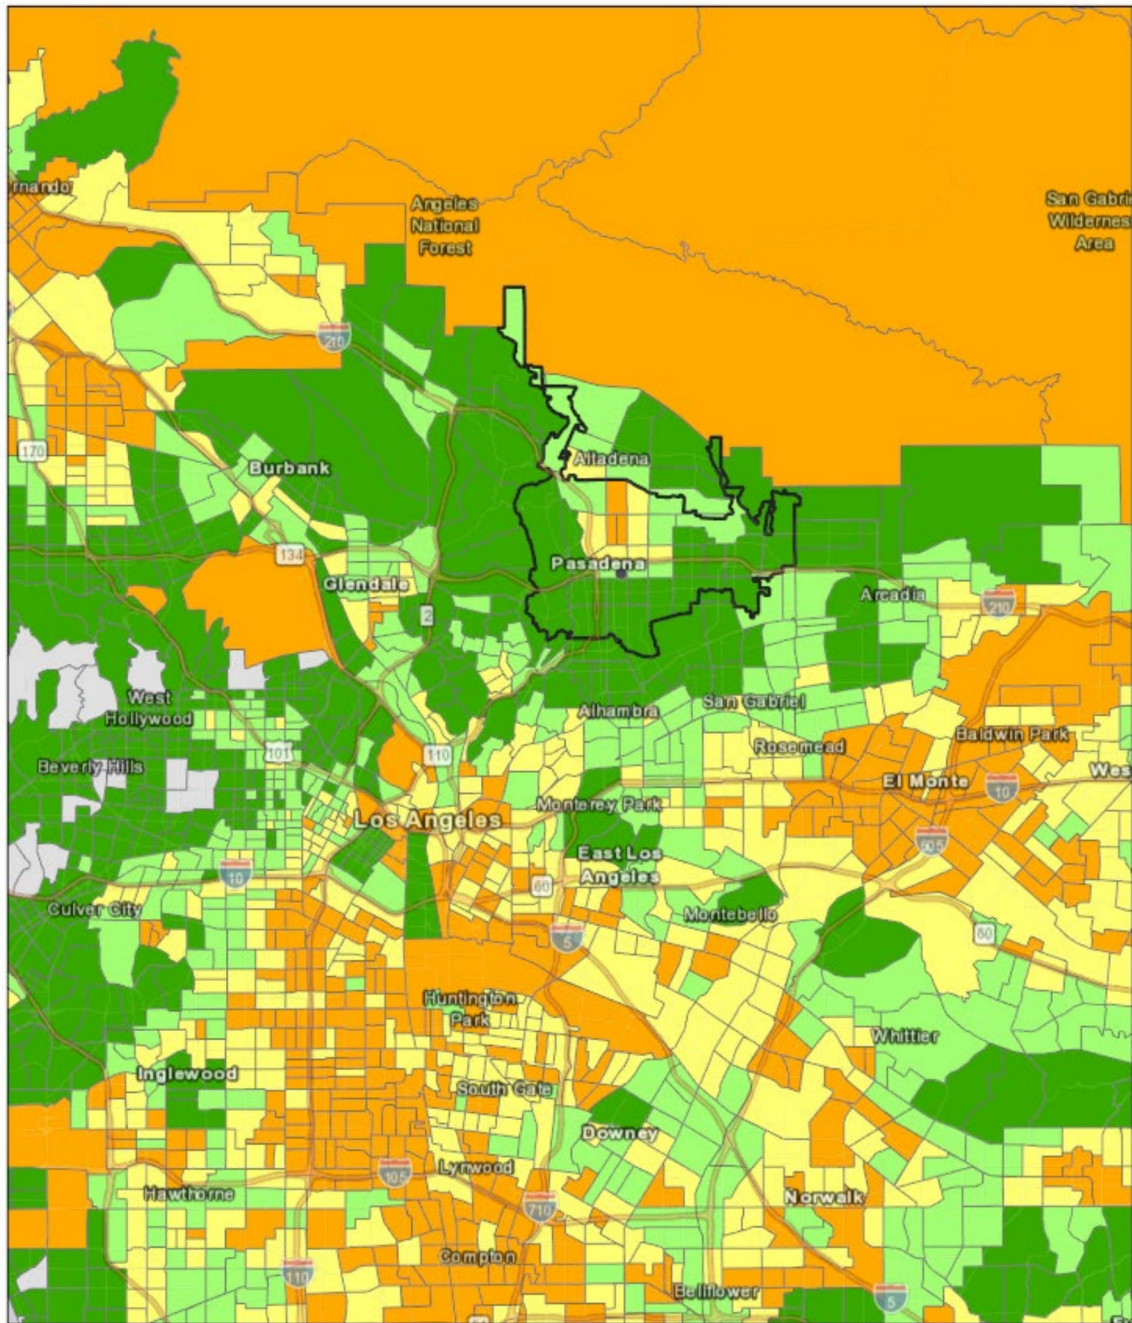 rnando
Angeles
National
Forest
San Gabrie
Wilderness
Area
210
170
Burbank
Altadena
134
Pasadena
Glendale
2
Arcadia
210
West
Hollywood
Alhambra
San Gabriel
101
110
Rosemead
Baldwin Park
Beverly Hills
El Monte
Wes
10
Monterey Park
Los Angeles
605
East Los
Angeles
10
60
Culver City
Montebello
5
60
Huntington
Park
Whittier
Inglewood
South Gate
Downey
105
Lynwood
Hawthorne
710
Norwalk
Compton
110
Bellflower
5